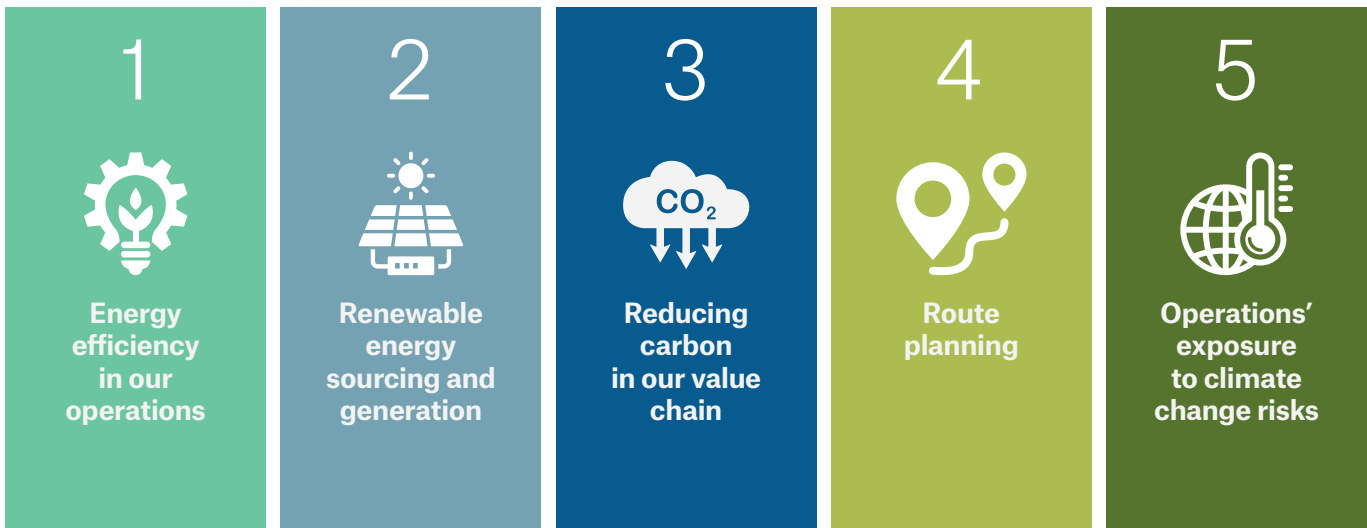 1
Energy
efficiency
in our
operations
2
Renewable
energy
sourcing and
generation
3
CO₂
Reducing
carbon
in our value
chain
4
Route
planning
5
Operations’
exposure
to climate
change risks